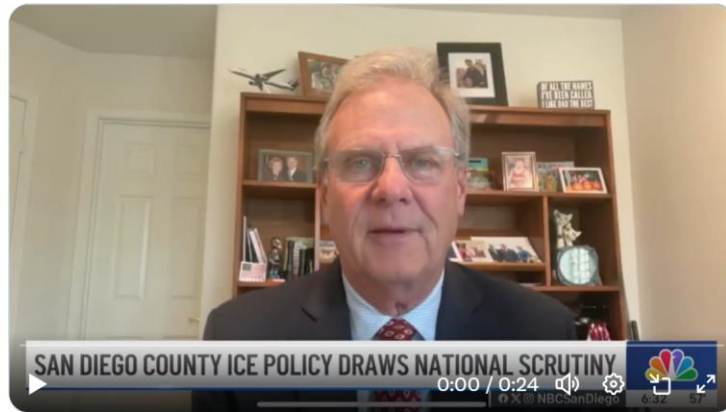 OF ALL THE NAMES
I'VE BEEN CALLED,
I LIKE DAD THE BEST
SAN DIEGO COUNTY ICE POLICY DRAWS NATIONAL SCRUTINY
0:00 / 0:24
NBCSanDiego
6:32
57